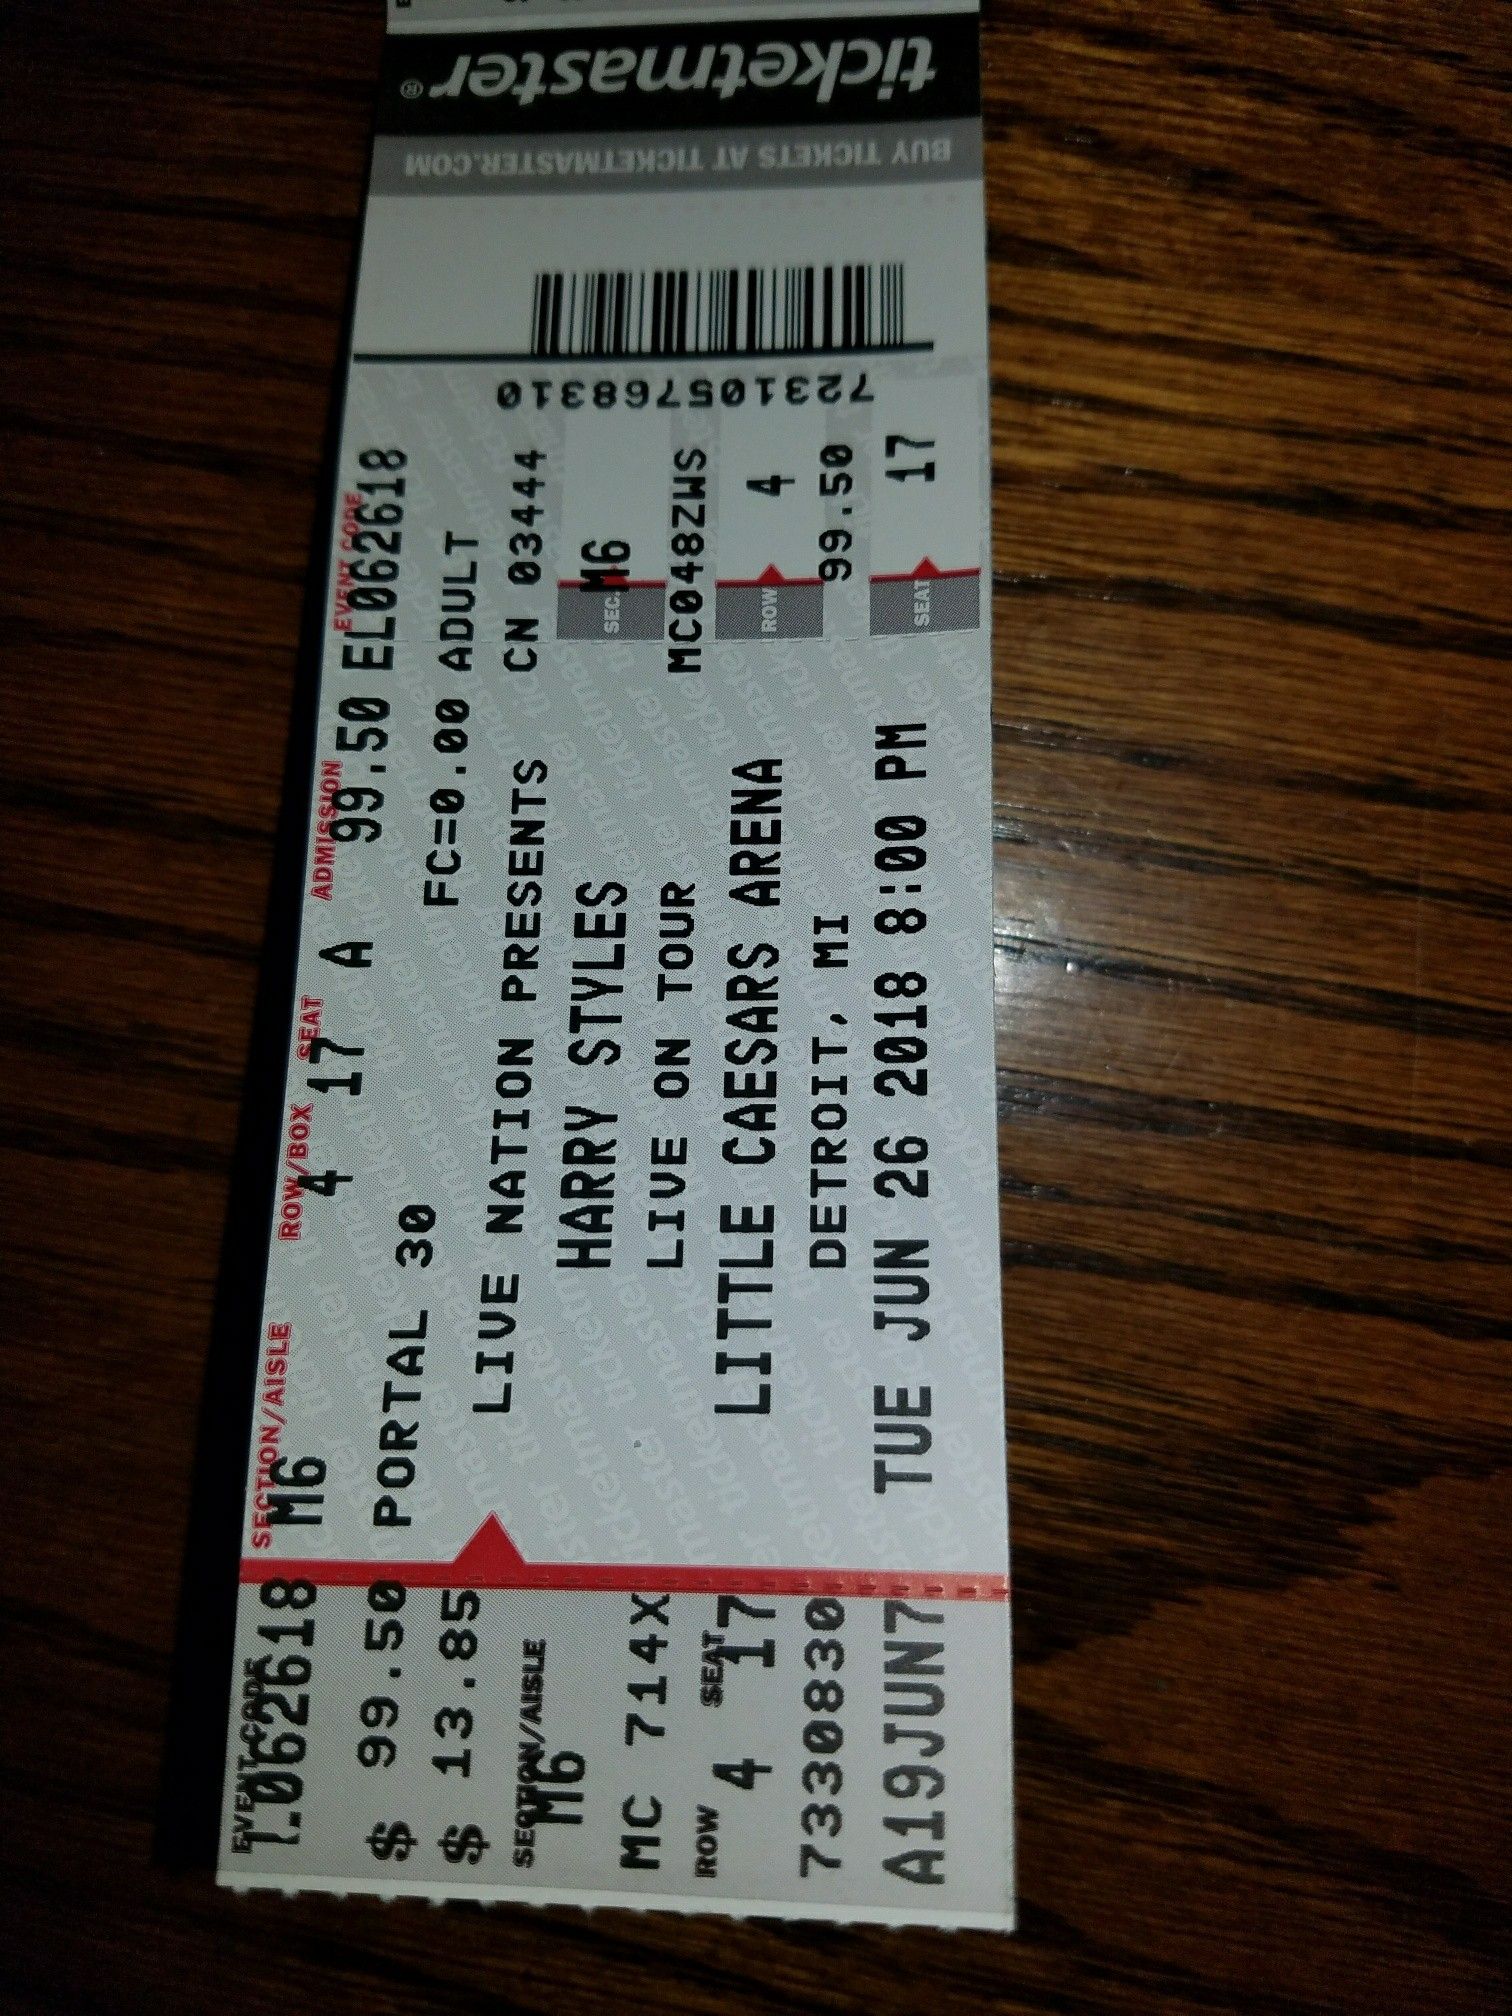 EVENT CODE
L062618
$ 99.50
$ 13.85
SECTION/AISLE
M6
MC 714X
ROW SEAT
4 17
7330830
A19JUN7
SECTION/AISLE ROW/BOX SEAT ADMISSION EVENT CODE
M6 4 17 A 99.50 EL062618
PORTAL 30 FC=0.00 ADULT
LIVE NATION PRESENTS CN 03444
HARRY STYLES
LIVE ON TOUR
LITTLE CAESARS ARENA
DETROIT, MI
TUE JUN 26 2018 8:00 PM
SEC. M6
MC048ZWS
ROW 4
99.50
SEAT 17
723105768310
BUY TICKETS AT TICKETMASTER.COM
ticketmaster®